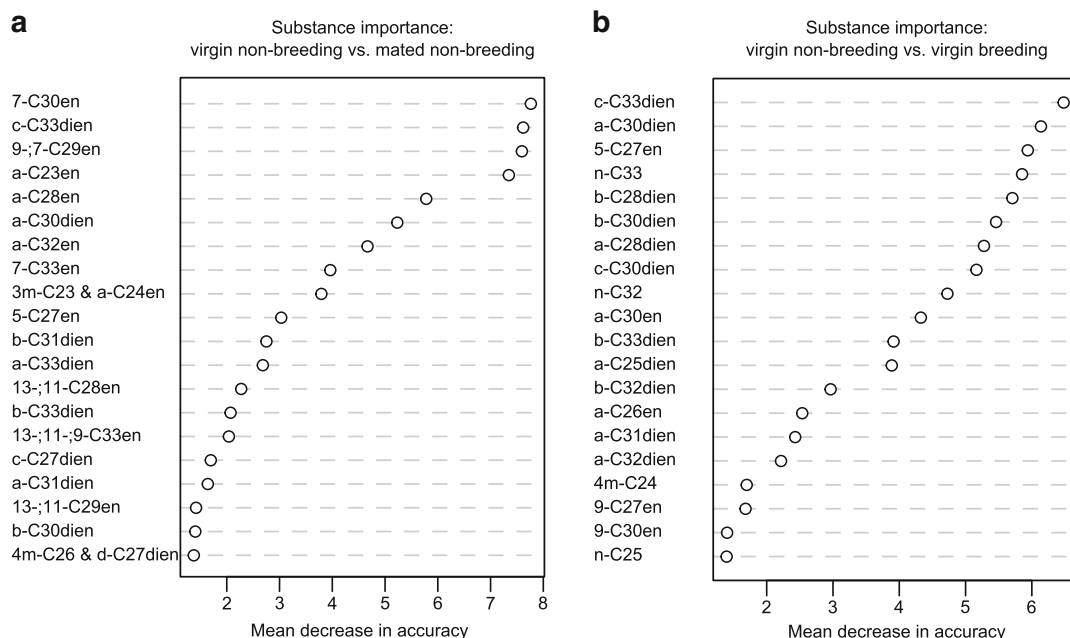 a
Substance importance:
virgin non-breeding vs. mated non-breeding
7-C30en
c-C33dien
9-;7-C29en
a-C23en
a-C28en
a-C30dien
a-C32en
7-C33en
3m-C23 & a-C24en
5-C27en
b-C31dien
a-C33dien
13-;11-C28en
b-C33dien
13-;11-;9-C33en
c-C27dien
a-C31dien
13-;11-C29en
b-C30dien
4m-C26 & d-C27dien
2 3 4 5 6 7 8
Mean decrease in accuracy
b
Substance importance:
virgin non-breeding vs. virgin breeding
c-C33dien
a-C30dien
5-C27en
n-C33
b-C28dien
b-C30dien
a-C28dien
c-C30dien
n-C32
a-C30en
b-C33dien
a-C25dien
b-C32dien
a-C26en
a-C31dien
a-C32dien
4m-C24
9-C27en
9-C30en
n-C25
2 3 4 5 6
Mean decrease in accuracy